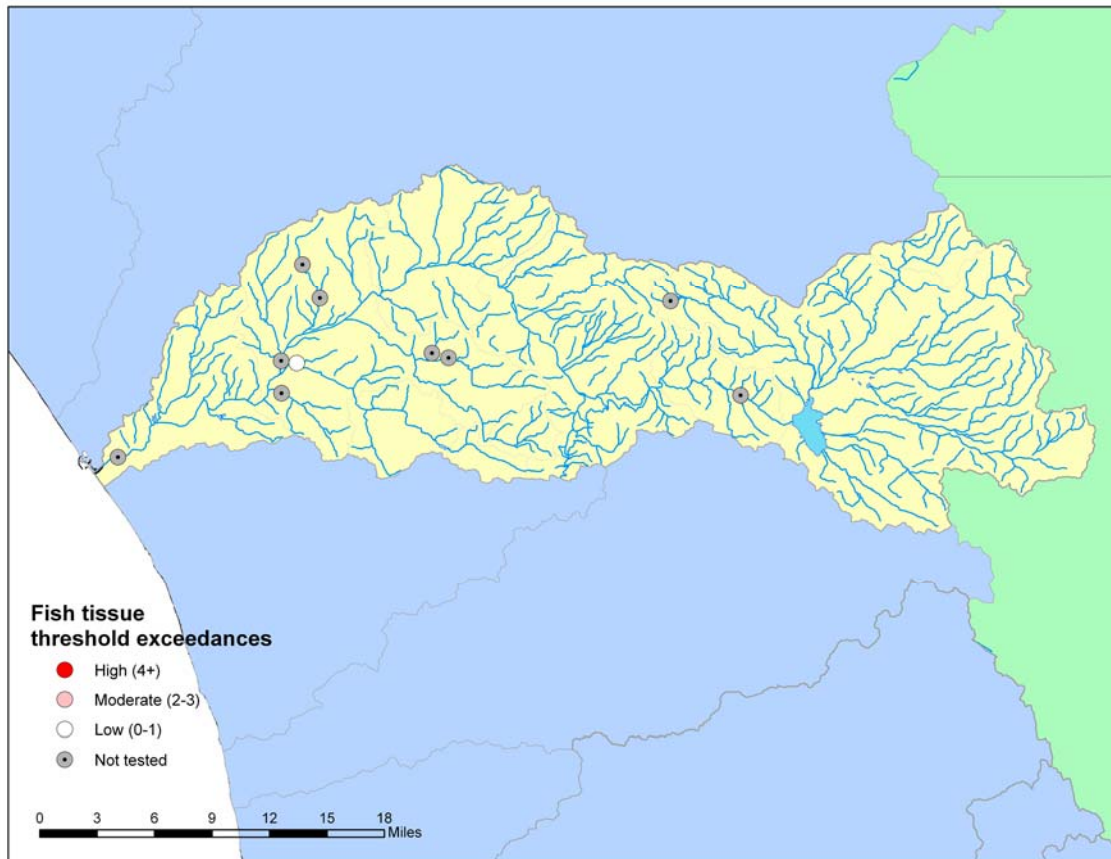 Fish tissue
threshold exceedances
High (4+)
Moderate (2-3)
Low (0-1)
Not tested
0 3 6 9 12 15 18
Miles